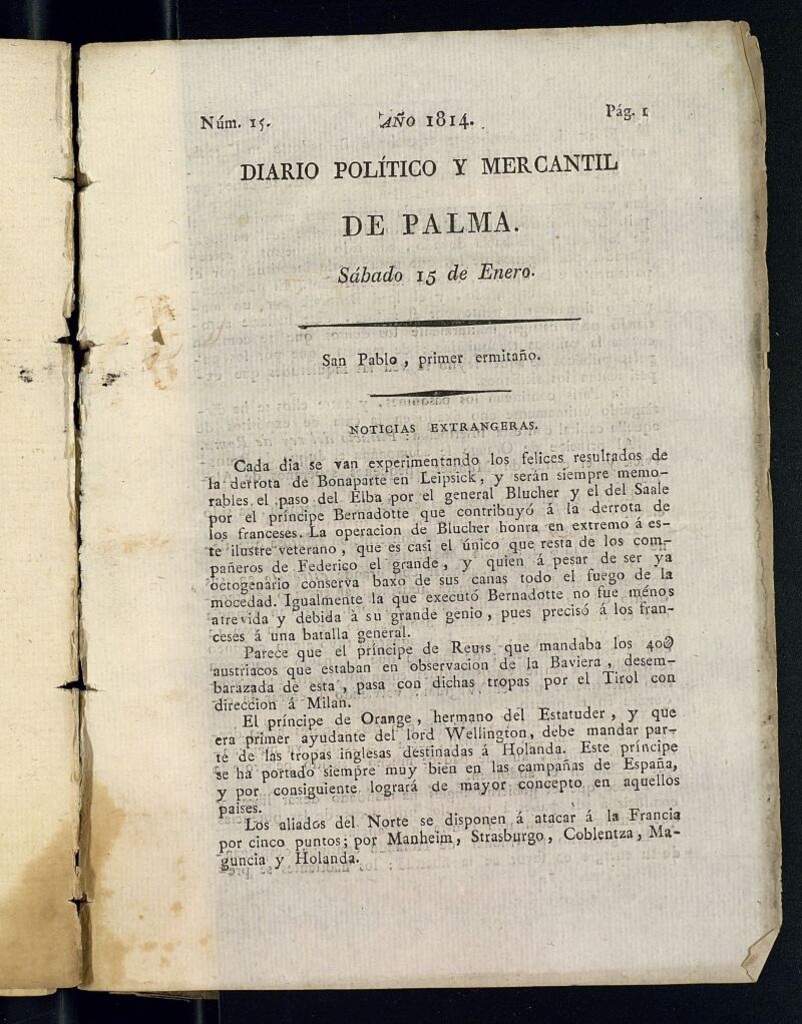 Núm. 15.
AÑO 1814.
Pág. 1
DIARIO POLÍTICO Y MERCANTIL
DE PALMA.
Sábado 15 de Enero.
San Pablo, primer ermitaño.
NOTICIAS EXTRANGERAS.
Cada dia se van experimentando los felices resultados de
la derrota de Bonaparte en Leipsick, y serán siempre memo-
rables el paso del Elba por el general Blucher y el del Saale
por el príncipe Bernadotte que contribuyó á la derrota de
los franceses. La operacion de Blucher honra en extremo á es-
te ilustre veterano, que es casi el único que resta de los com-
pañeros de Federico el grande, y quien á pesar de ser ya
octogenário conserva baxo de sus canas todo el fuego de la
mocedad. Igualmente la que executó Bernadotte no fue ménos
atrevida y debida à su grande genio, pues precisó á los fran-
ceses á una batalla general.
Parece que el príncipe de Reuss que mandaba los 40@
austríacos que estaban en observacion de la Baviera, desem-
barazada de esta, pasa con dichas tropas por el Tirol con
direccion á Milan.
El príncipe de Orange, hermano del Estatuder, y que
era primer ayudante del lord Wellington, debe mandar par-
te de las tropas inglesas destinadas á Holanda. Este príncipe
se ha portado siempre muy bien en las campañas de España,
y por consiguiente logrará de mayor concepto en aquellos
paises.
Los aliados del Norte se disponen á atacar á la Francia
por cinco puntos; por Manheim, Strasburgo, Coblentza, Ma-
guncia y Holanda.